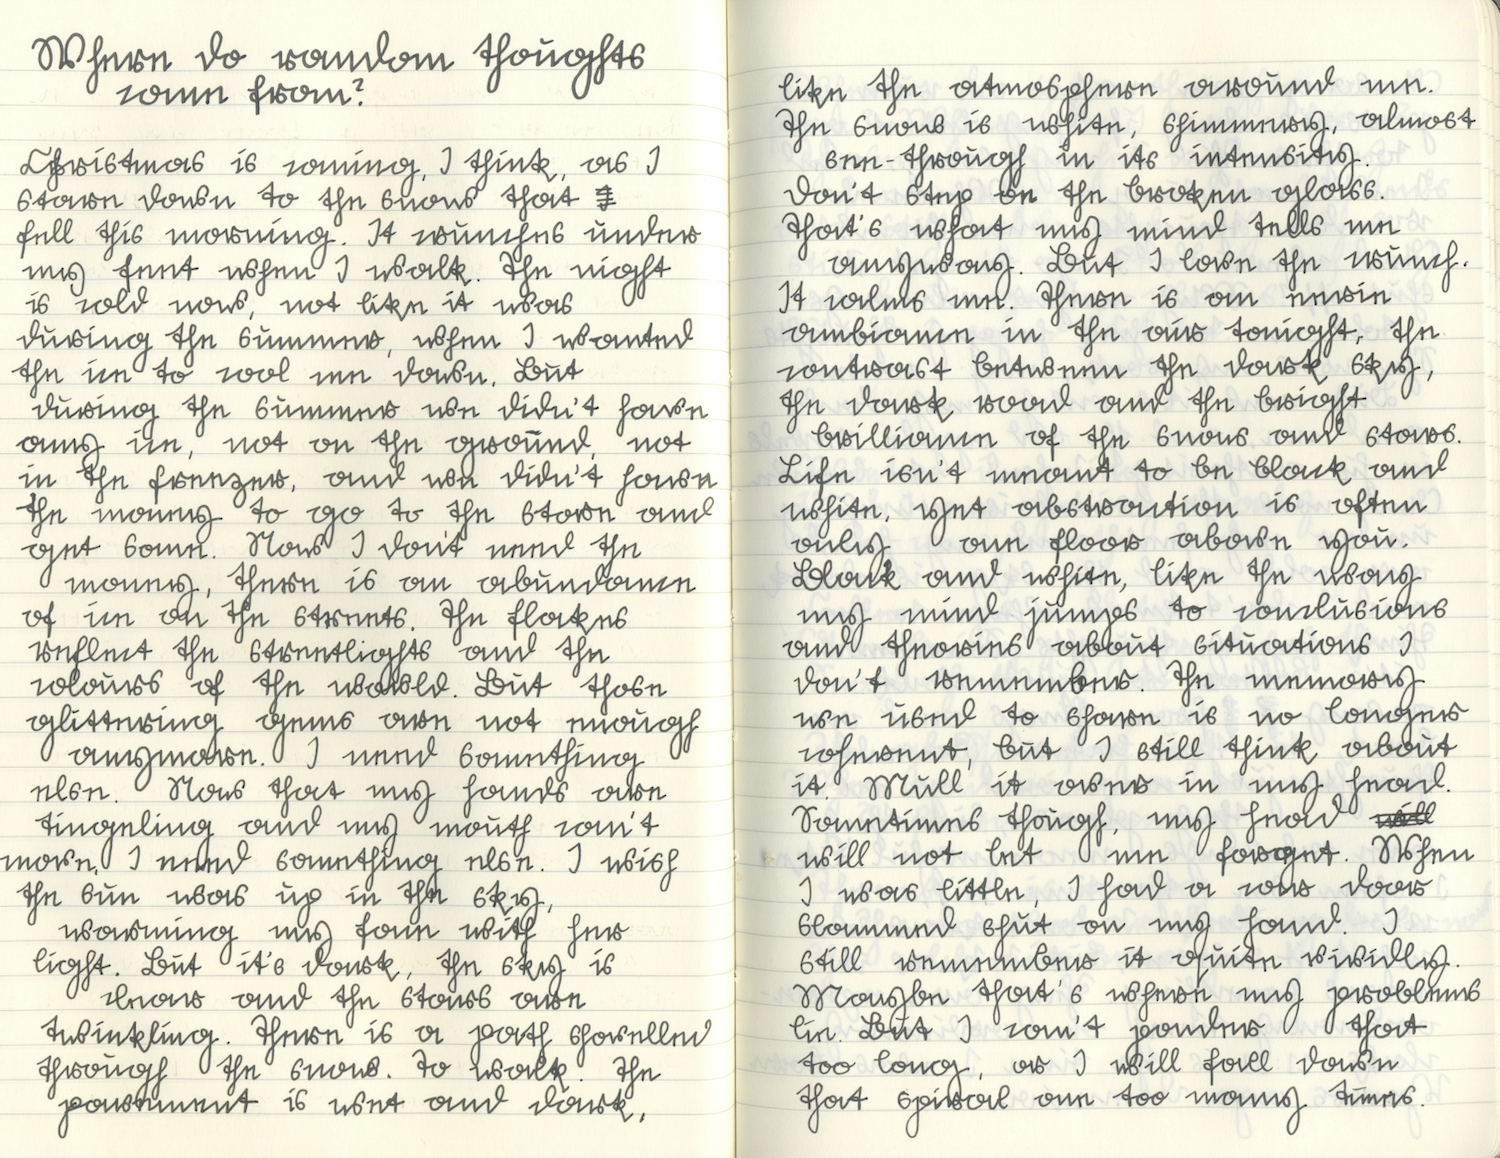 Where do random thoughts
come from?
Christmas is coming, I think, as I
stare down to the snow that
fell this morning. It crunches under
my feet when I walk. The night
is cold now, not like it was
during the summer, when I wanted
the ice to cool me down. But
during the summer we didn't have
any ice, not on the ground, not
in the freezer, and we didn't have
the money to go to the store and
get some. Now I don't need the
money, there is an abundance
of ice on the streets. The flakes
reflect the streetlights and the
colours of the world. But those
glittering gems are not enough
anymore. I need something
else. Now that my hands are
tingeling and my mouth can't
move, I need something else. I wish
the sun was up in the sky,
warming my face with her
light. But it's dark, the sky is
clear and the stars are
twinkling. There is a path shovelled
through the snow. To walk. The
pavement is wet and dark,
like the atmosphere around me.
The snow is white, shimmery, almost
see-through in its intensity.
Don't step on the broken glass.
That's what my mind tells me
anyway. But I love the crunch.
It calms me. There is an eerie
ambiance in the air tonight, the
contrast between the dark sky,
the dark road and the bright
brilliance of the snow and stars.
Life isn't meant to be black and
white, yet abstraction is often
only one floor above you.
Black and white, like the way
my mind jumps to conclusions
and theories about situations I
don't remember. The memory
we used to share is no longer
coherent, but I still think about
it. Mull it over in my head.
Sometimes though, my head
will not let me forget. When
I was little, I had a car door
slammed shut on my hand. I
still remember it quite vividly.
Maybe that's where my problems
lie. But I can't ponder that
too long, or I will fall down
that spiral one too many times.